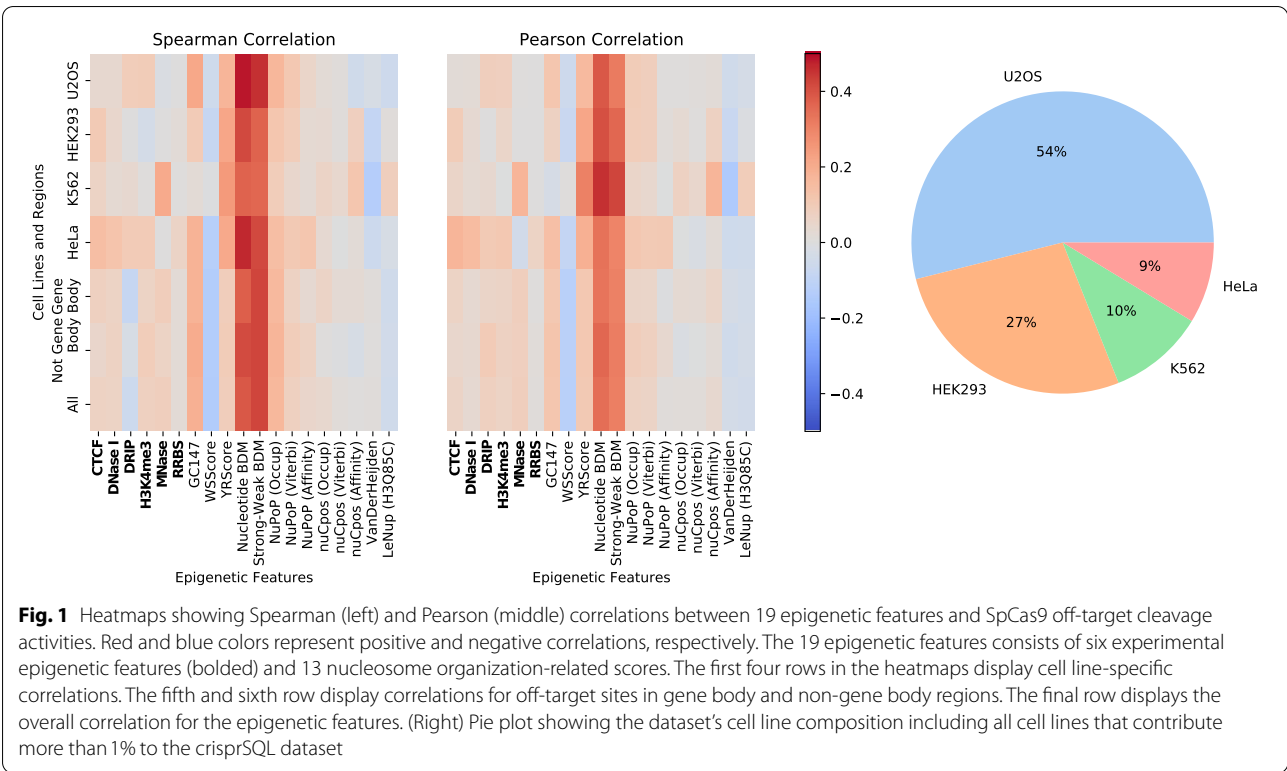 Spearman Correlation
Pearson Correlation
Cell Lines and Regions
U2OS
HEK293
K562
HeLa
Gene
Body
Not Gene
Body
All
CTCF
DNase I
DRIP
H3K4me3
MNase
RRBS
GC147
WSScore
YRScore
Nucleotide BDM
Strong-Weak BDM
NuPoP (Occup)
NuPoP (Viterbi)
NuPoP (Affinity)
nuCpos (Occup)
nuCpos (Viterbi)
nuCpos (Affinity)
VanDerHeijden
LeNup (H3Q85C)
Epigenetic Features
CTCF
DNase I
DRIP
H3K4me3
MNase
RRBS
GC147
WSScore
YRScore
Nucleotide BDM
Strong-Weak BDM
NuPoP (Occup)
NuPoP (Viterbi)
NuPoP (Affinity)
nuCpos (Occup)
nuCpos (Viterbi)
nuCpos (Affinity)
VanDerHeijden
LeNup (H3Q85C)
Epigenetic Features
0.4
0.2
0.0
−0.2
−0.4
U2OS
54%
HEK293
27%
K562
10%
HeLa
9%
Fig. 1 Heatmaps showing Spearman (left) and Pearson (middle) correlations between 19 epigenetic features and SpCas9 off-target cleavage
activities. Red and blue colors represent positive and negative correlations, respectively. The 19 epigenetic features consists of six experimental
epigenetic features (bolded) and 13 nucleosome organization-related scores. The first four rows in the heatmaps display cell line-specific
correlations. The fifth and sixth row display correlations for off-target sites in gene body and non-gene body regions. The final row displays the
overall correlation for the epigenetic features. (Right) Pie plot showing the dataset's cell line composition including all cell lines that contribute
more than 1% to the crisprSQL dataset